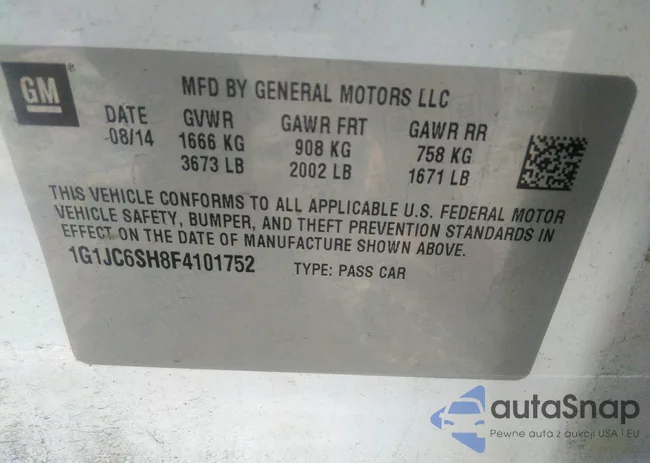 GM ®
MFD BY GENERAL MOTORS LLC
DATE GVWR GAWR FRT GAWR RR
08/14 1666 KG 908 KG 758 KG
3673 LB 2002 LB 1671 LB
THIS VEHICLE CONFORMS TO ALL APPLICABLE U.S. FEDERAL MOTOR
VEHICLE SAFETY, BUMPER, AND THEFT PREVENTION STANDARDS IN
EFFECT ON THE DATE OF MANUFACTURE SHOWN ABOVE.
1G1JC6SH8F4101752 TYPE: PASS CAR
autaSnap
Pewne auta z aukcji USA i EU